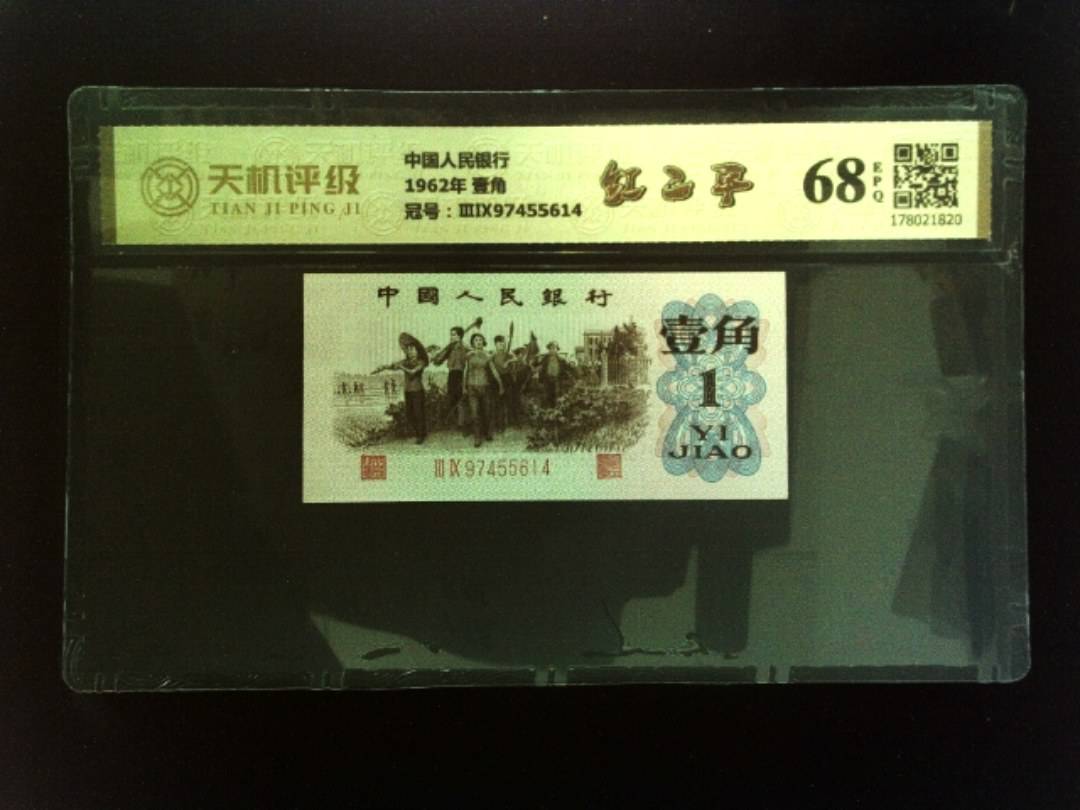 天机评级
TIAN JI PING JI
中国人民银行
1962年 壹角
冠号：ⅢⅨ97455614
红二平
68
EPQ
178021820
中國人民銀行
壹角
1
YI
JIAO
ⅢⅨ97455614